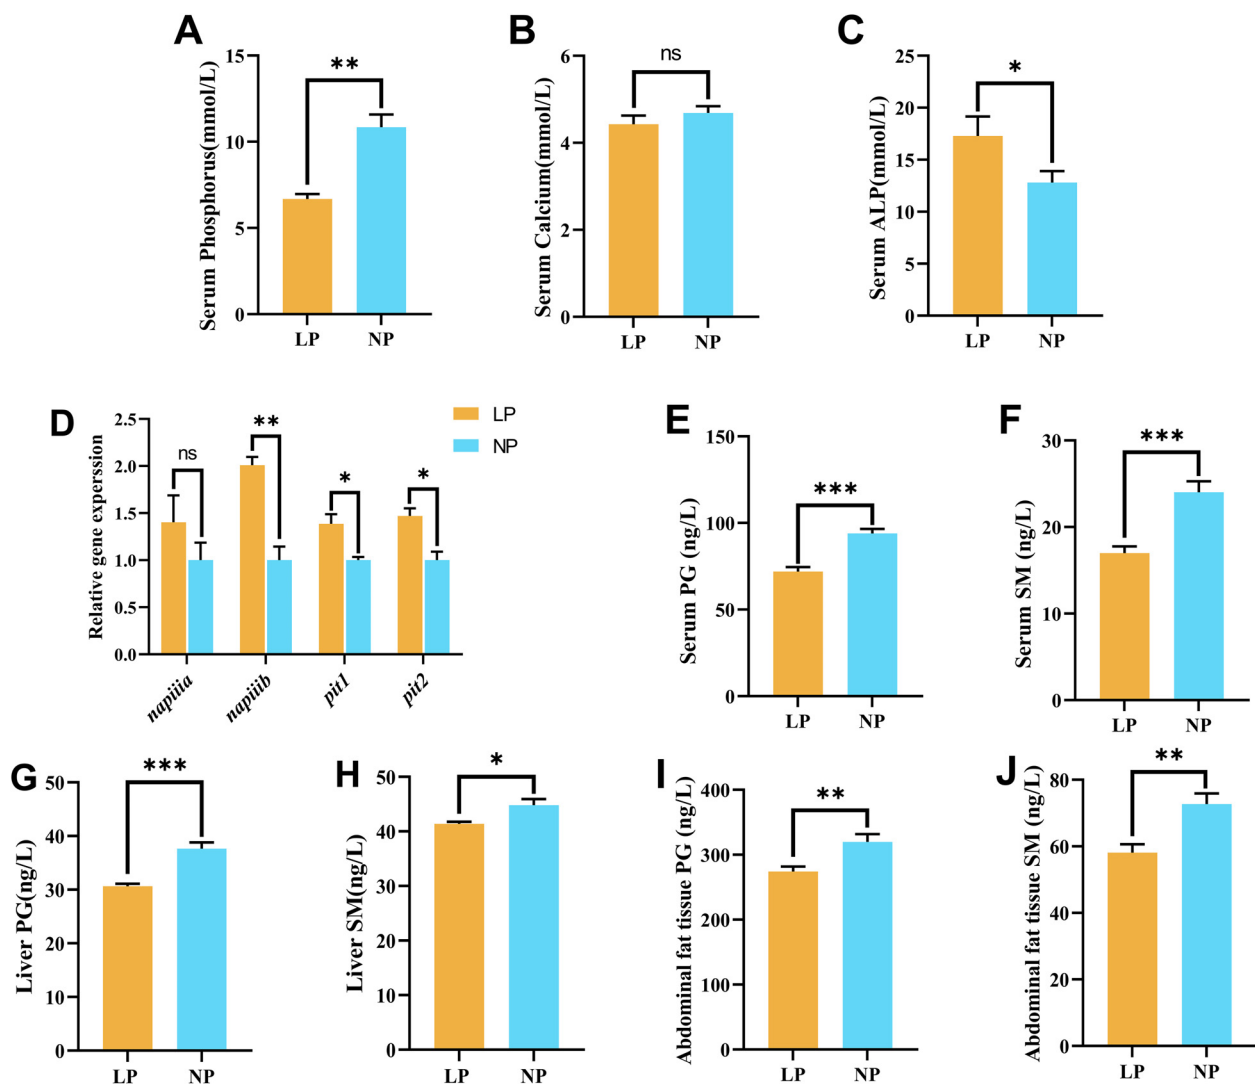 A
Serum Phosphorus(mmol/L)
15
10
5
0
**
LP
NP
B
Serum Calcium(mmol/L)
6
4
2
0
ns
LP
NP
C
Serum ALP(mmol/L)
25
20
15
10
5
0
*
LP
NP
D
Relative gene experssion
2.5
2.0
1.5
1.0
0.5
0.0
ns
**
*
*
napiiia
napiiib
pit1
pit2
LP
NP
E
Serum PG (ng/L)
150
100
50
0
***
LP
NP
F
Serum SM (ng/L)
30
20
10
0
***
LP
NP
G
Liver PG(ng/L)
50
40
30
20
10
0
***
LP
NP
H
Liver SM(ng/L)
50
40
30
20
10
0
*
LP
NP
I
Abdominal fat tissue PG (ng/L)
400
300
200
100
0
**
LP
NP
J
Abdominal fat tissue SM (ng/L)
80
60
40
20
0
**
LP
NP